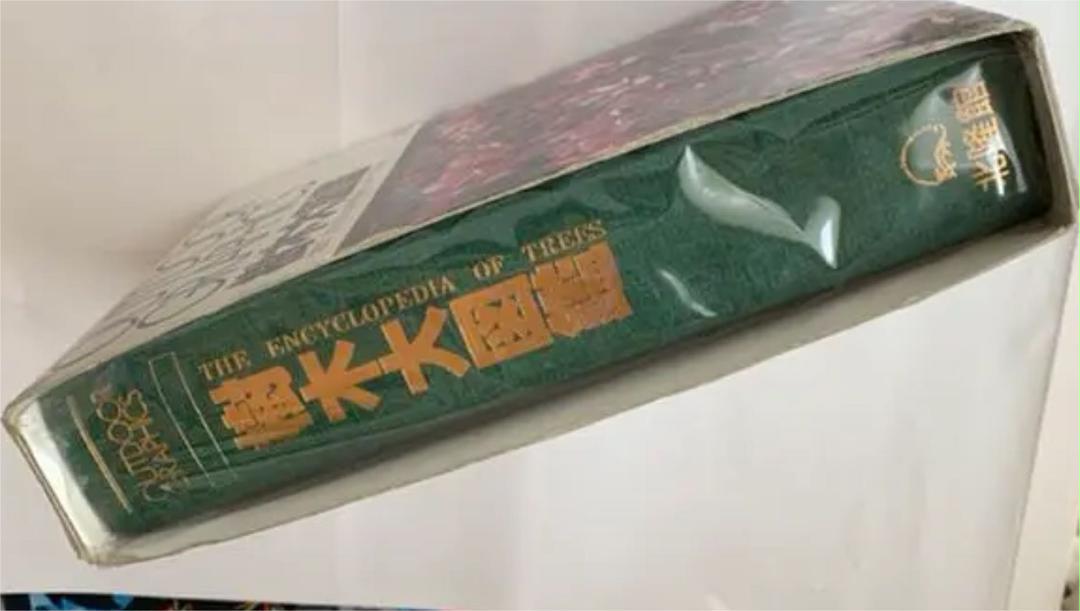 OUTDOOR
GRAPHICS
THE ENCYCLOPEDIA OF TREES
樹木大図鑑
北隆館